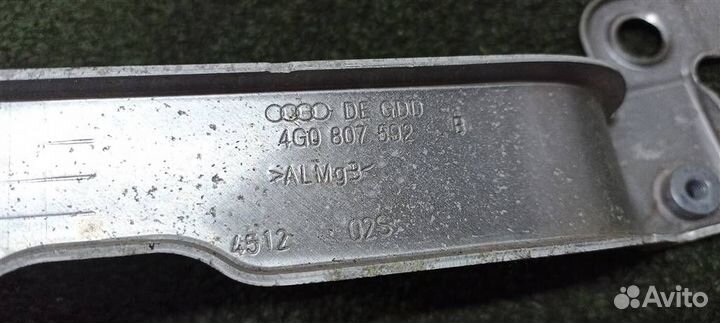 DE GDD
4G0 807 592 B
>ALMg3<
4512 02S
Avito